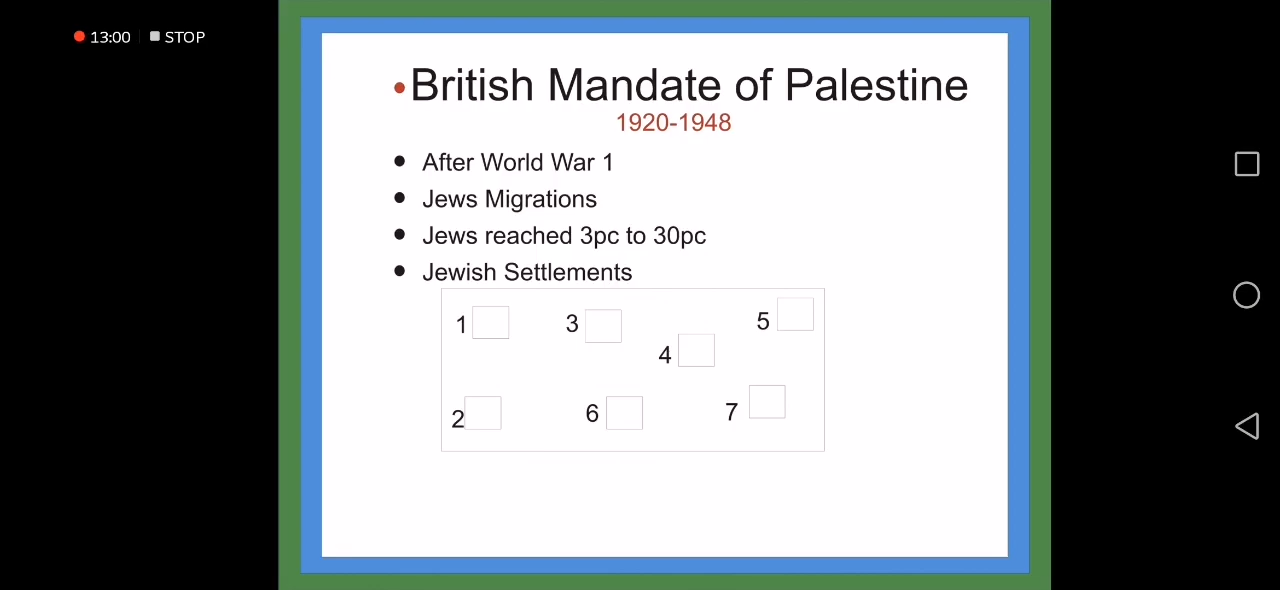 13:00 STOP
•British Mandate of Palestine
1920-1948
• After World War 1
• Jews Migrations
• Jews reached 3pc to 30pc
• Jewish Settlements
1 3 5
4
2 6 7